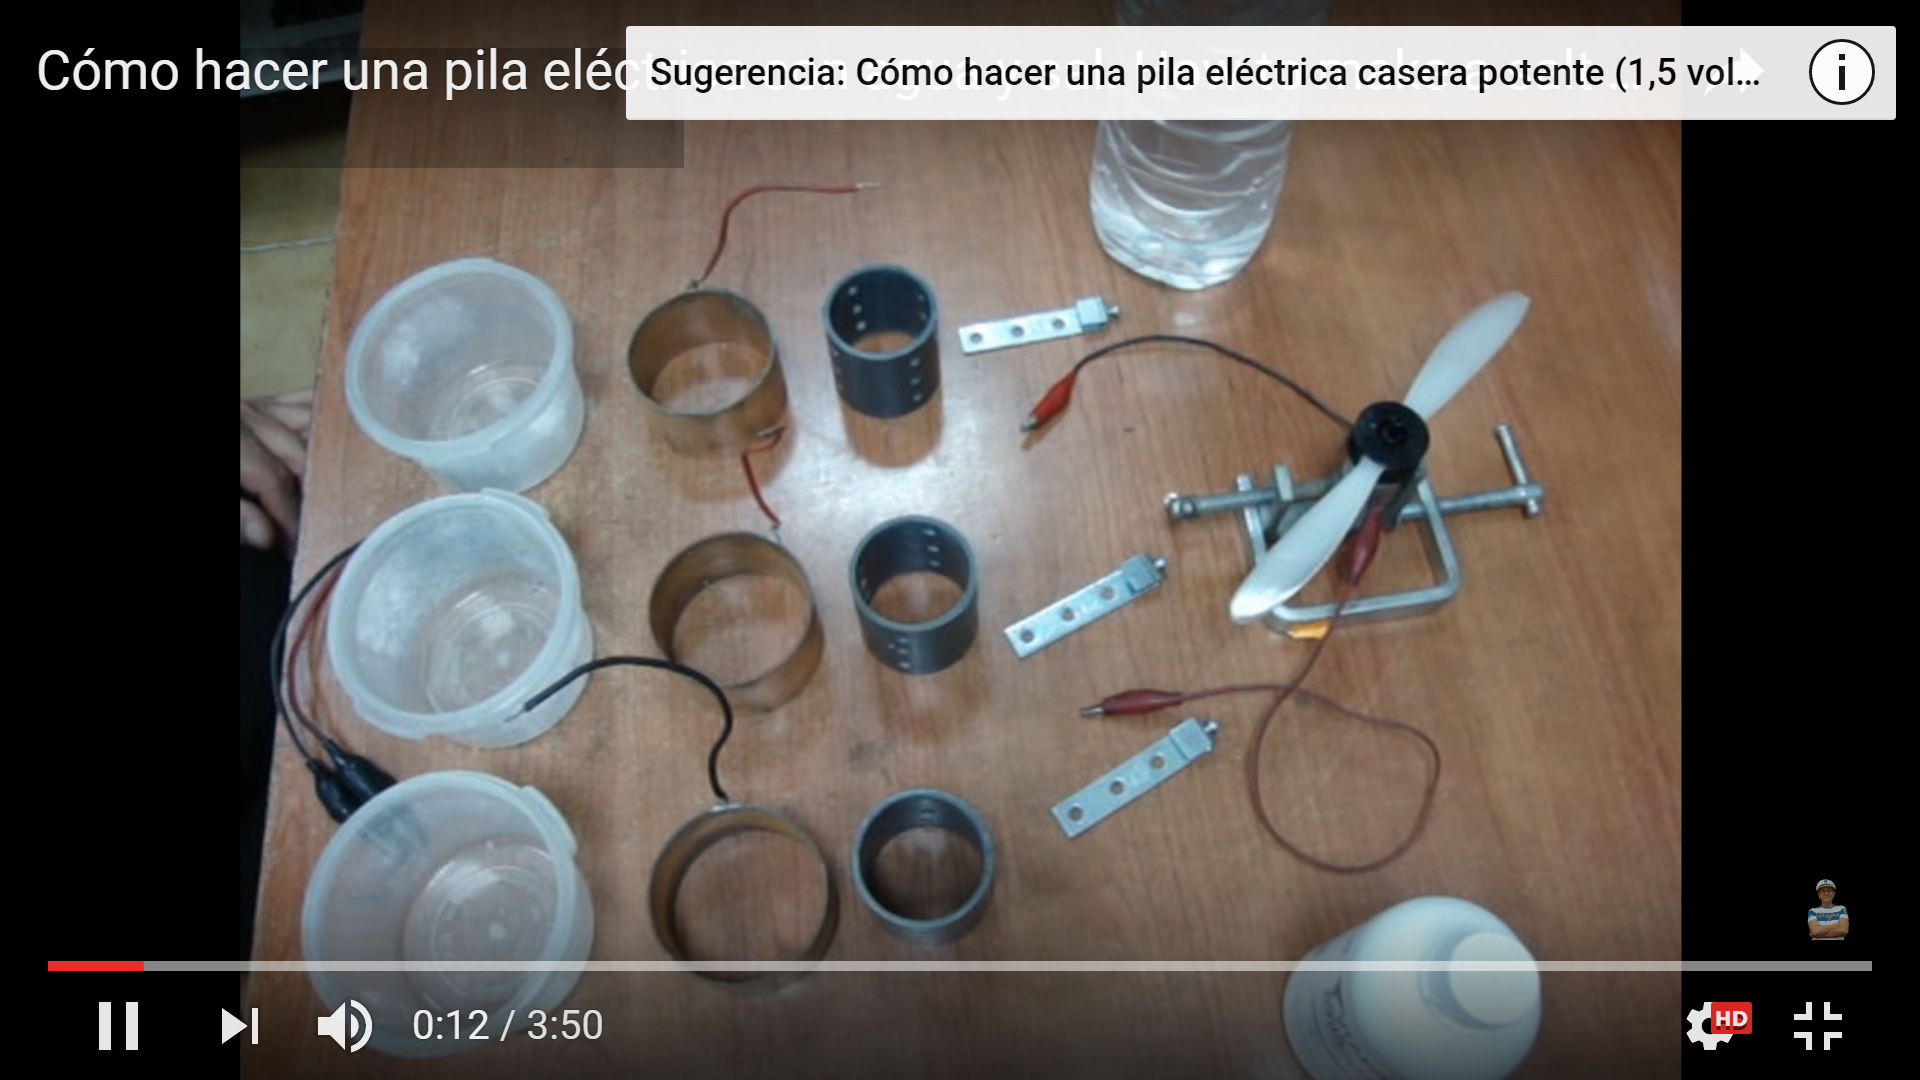 Cómo hacer una pila eléct
Sugerencia: Cómo hacer una pila eléctrica casera potente (1,5 vol...
i
0:12 / 3:50
HD